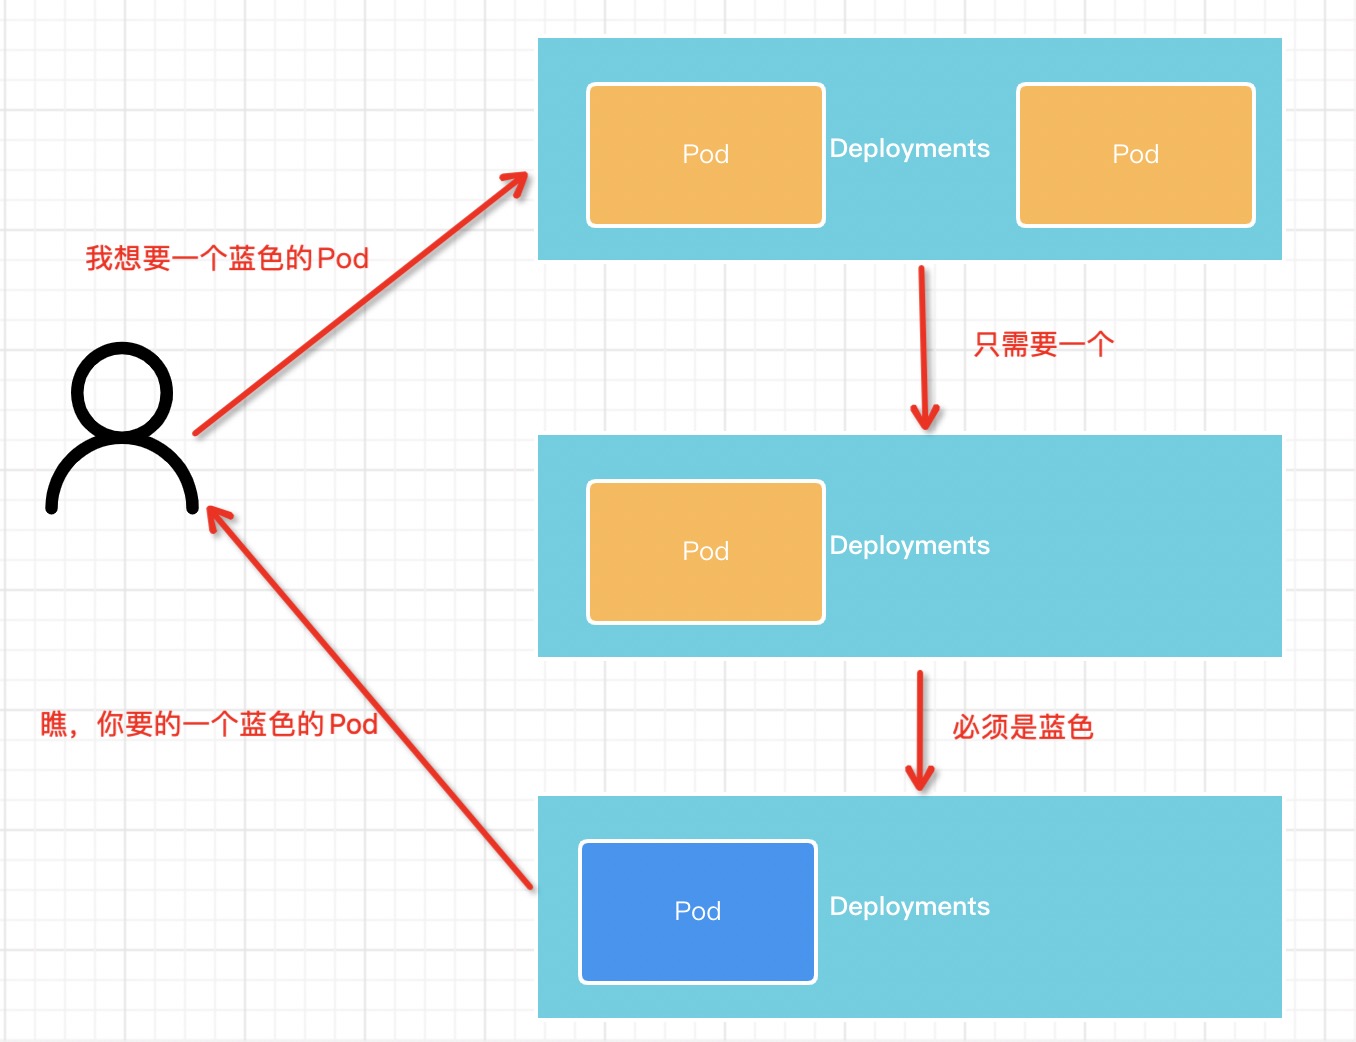 Pod
Deployments
Pod
我想要一个蓝色的Pod
只需要一个
Pod
Deployments
瞧，你要的一个蓝色的Pod
必须是蓝色
Pod
Deployments